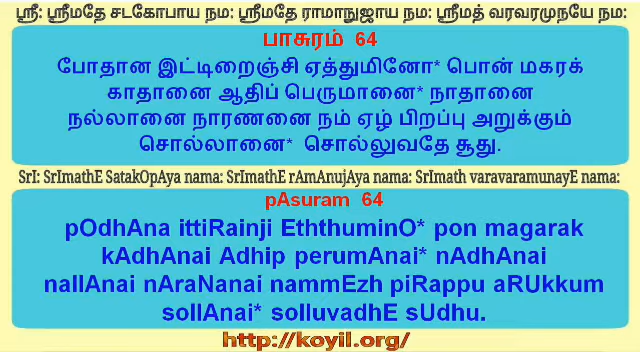 ஸ்ரீ: ஸ்ரீமதே சடகோபாய நம: ஸ்ரீமதே ராமாநுஜாய நம: ஸ்ரீமத் வரவரமுநயே நம:
பாசுரம் 64
போதான இட்டிறைஞ்சி ஏத்துமினோ* பொன் மகரக்
காதானை ஆதிப் பெருமானை* நாதானை
நல்லானை நாரணனை நம் ஏழ் பிறப்பு அறுக்கும்
சொல்லானை* சொல்லுவதே சூது.
SrI: SrImathE SatakOpAya nama: SrImathE rAmAnujAya nama: SrImath varavaramunayE nama:
pAsuram 64
pOdhAna ittiRainji EththuminO* pon magarak
kAdhAnai Adhip perumAnai* nAdhAnai
nallAnai nAraNanai nammEzh piRappu aRUkkum
sollAnai* solluvadhE sUdhu.
http://koyil.org/